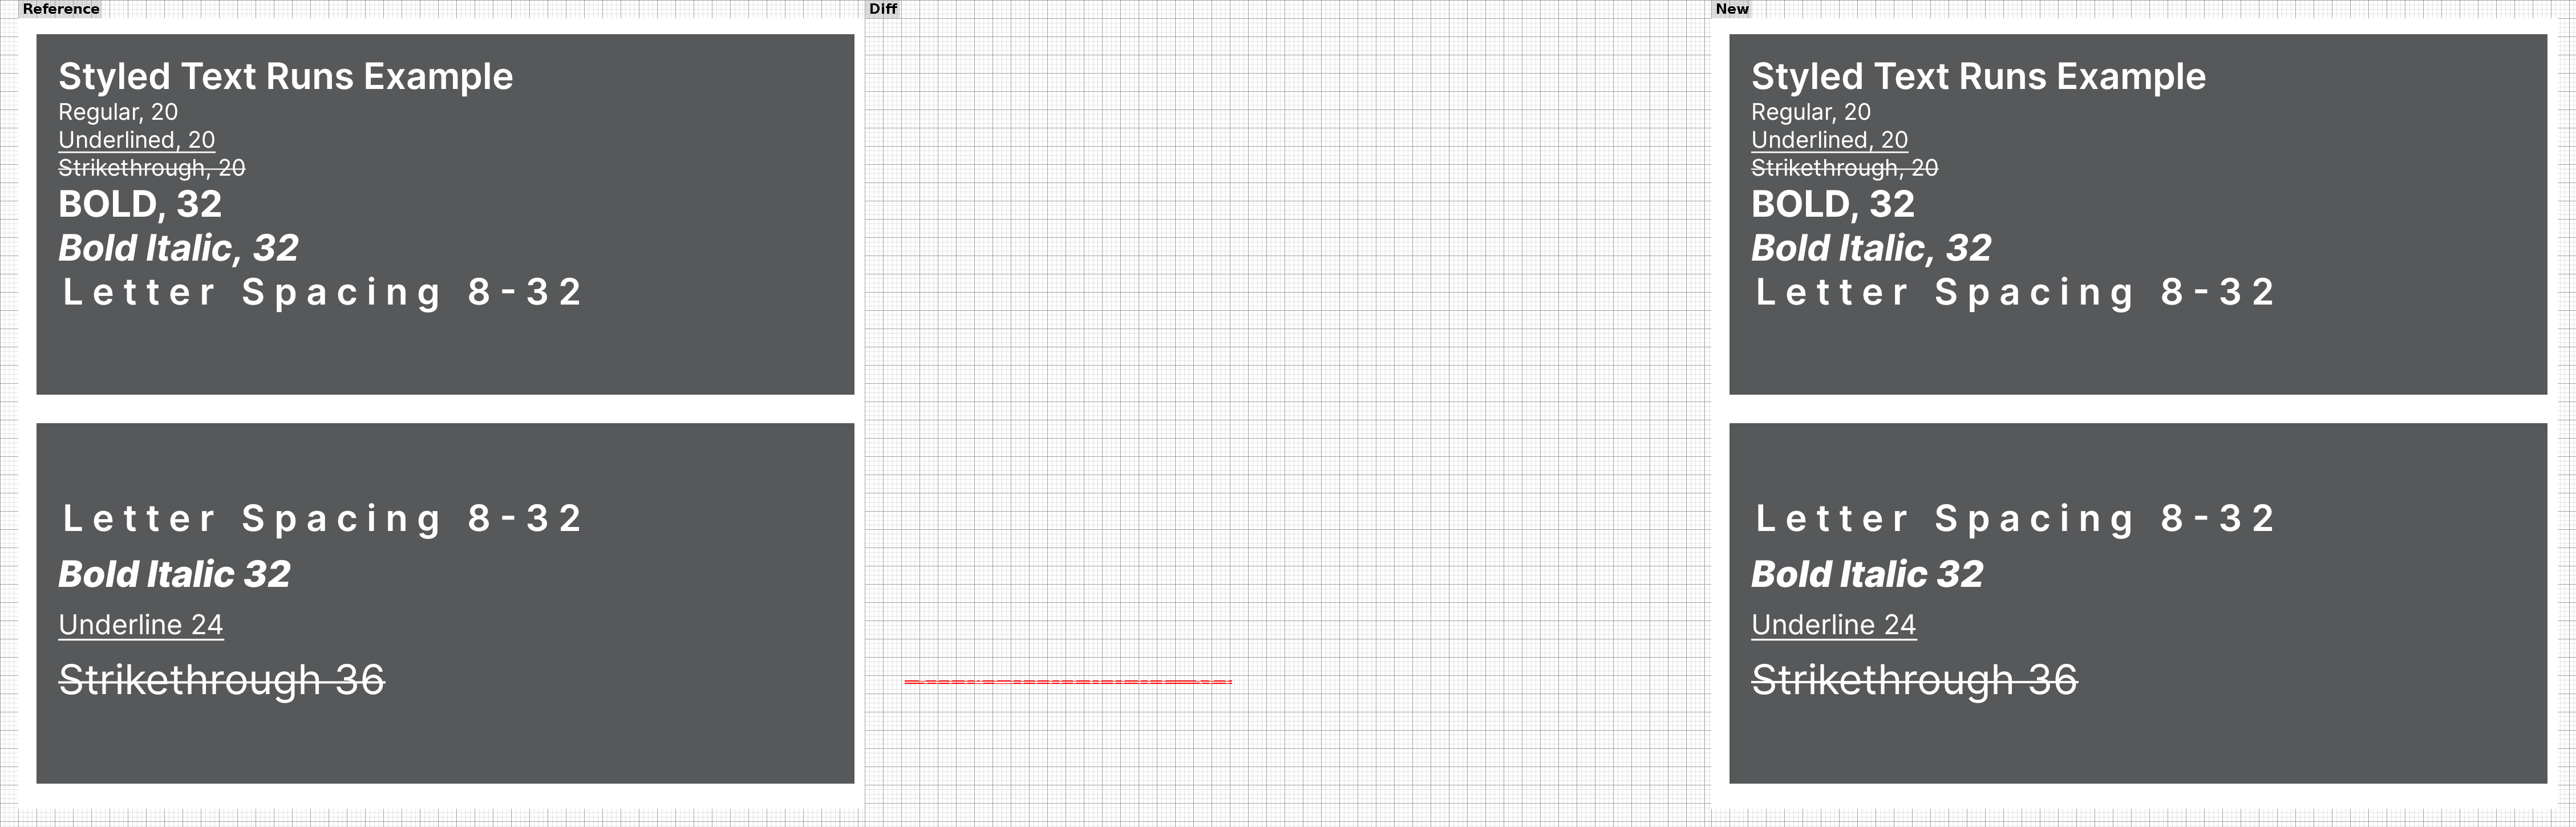 Reference
Diff
New
Styled Text Runs Example
Regular, 20
Underlined, 20
Strikethrough, 20
BOLD, 32
Bold Italic, 32
Letter Spacing 8-32
Letter Spacing 8-32
Bold Italic 32
Underline 24
Strikethrough 36
Styled Text Runs Example
Regular, 20
Underlined, 20
Strikethrough, 20
BOLD, 32
Bold Italic, 32
Letter Spacing 8-32
Letter Spacing 8-32
Bold Italic 32
Underline 24
Strikethrough 36